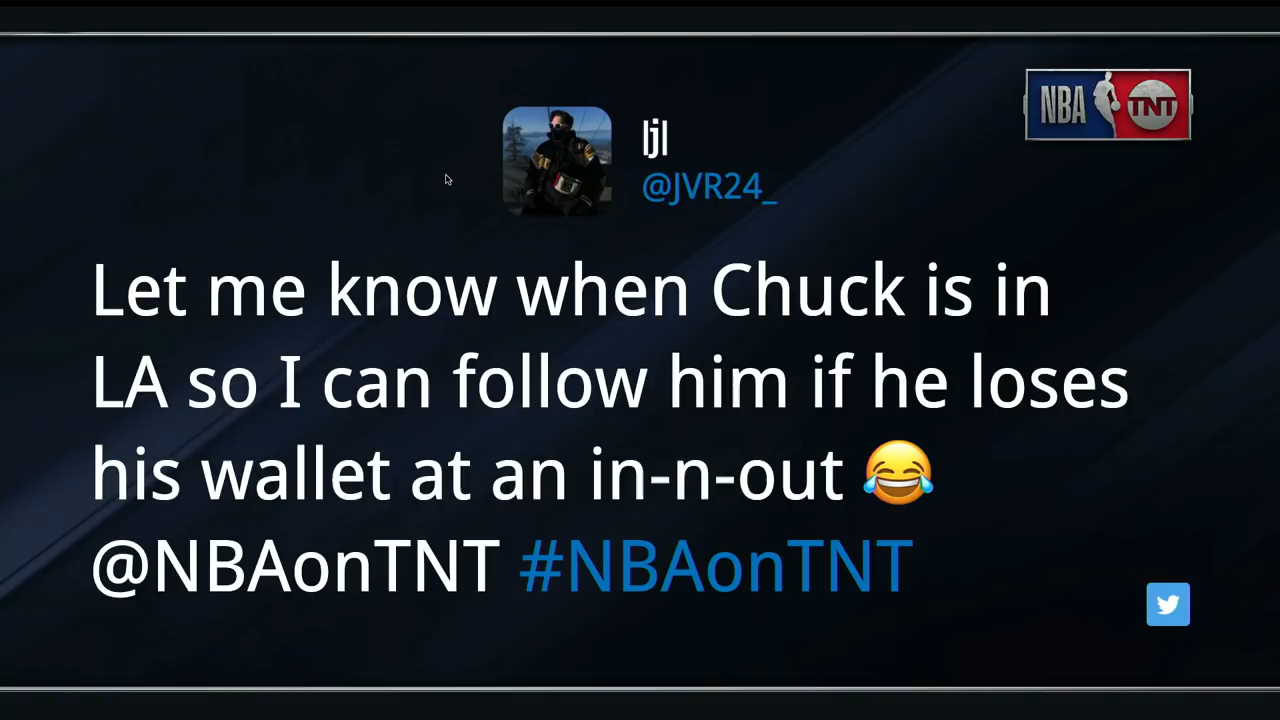 NBA TNT
ljl
@JVR24_
Let me know when Chuck is in
LA so I can follow him if he loses
his wallet at an in-n-out 😂
@NBAonTNT #NBAonTNT